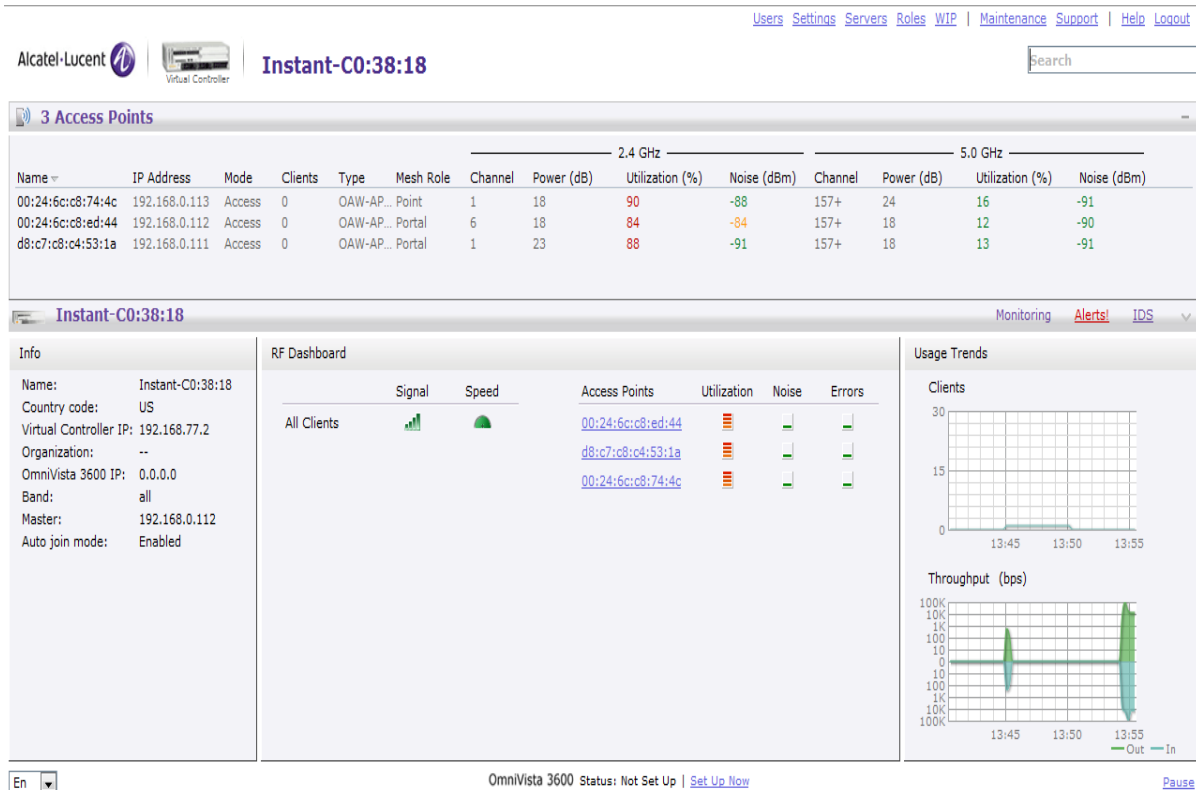 Users Settings Servers Roles WIP | Maintenance Support | Help Logout
Alcatel·Lucent
Virtual Controller
Instant-C0:38:18
Search
3 Access Points
2.4 GHz 5.0 GHz
Name IP Address Mode Clients Type Mesh Role Channel Power (dB) Utilization (%) Noise (dBm) Channel Power (dB) Utilization (%) Noise (dBm)
00:24:6c:c8:74:4c 192.168.0.113 Access 0 OAW-AP... Point 1 18 90 -88 157+ 24 16 -91
00:24:6c:c8:ed:44 192.168.0.112 Access 0 OAW-AP... Portal 6 18 84 -84 157+ 18 12 -90
d8:c7:c8:c4:53:1a 192.168.0.111 Access 0 OAW-AP... Portal 1 23 88 -91 157+ 18 13 -91
Instant-C0:38:18
Monitoring Alerts! IDS
Info
Name: Instant-C0:38:18
Country code: US
Virtual Controller IP: 192.168.77.2
Organization: --
OmniVista 3600 IP: 0.0.0.0
Band: all
Master: 192.168.0.112
Auto join mode: Enabled
RF Dashboard
Signal Speed
All Clients
Access Points Utilization Noise Errors
00:24:6c:c8:ed:44
d8:c7:c8:c4:53:1a
00:24:6c:c8:74:4c
Usage Trends
Clients
30
15
0
13:45 13:50 13:55
Throughput (bps)
100K
10K
1K
100
10
0
10
100
1K
10K
100K
13:45 13:50 13:55
Out In
En
OmniVista 3600 Status: Not Set Up | Set Up Now
Pause